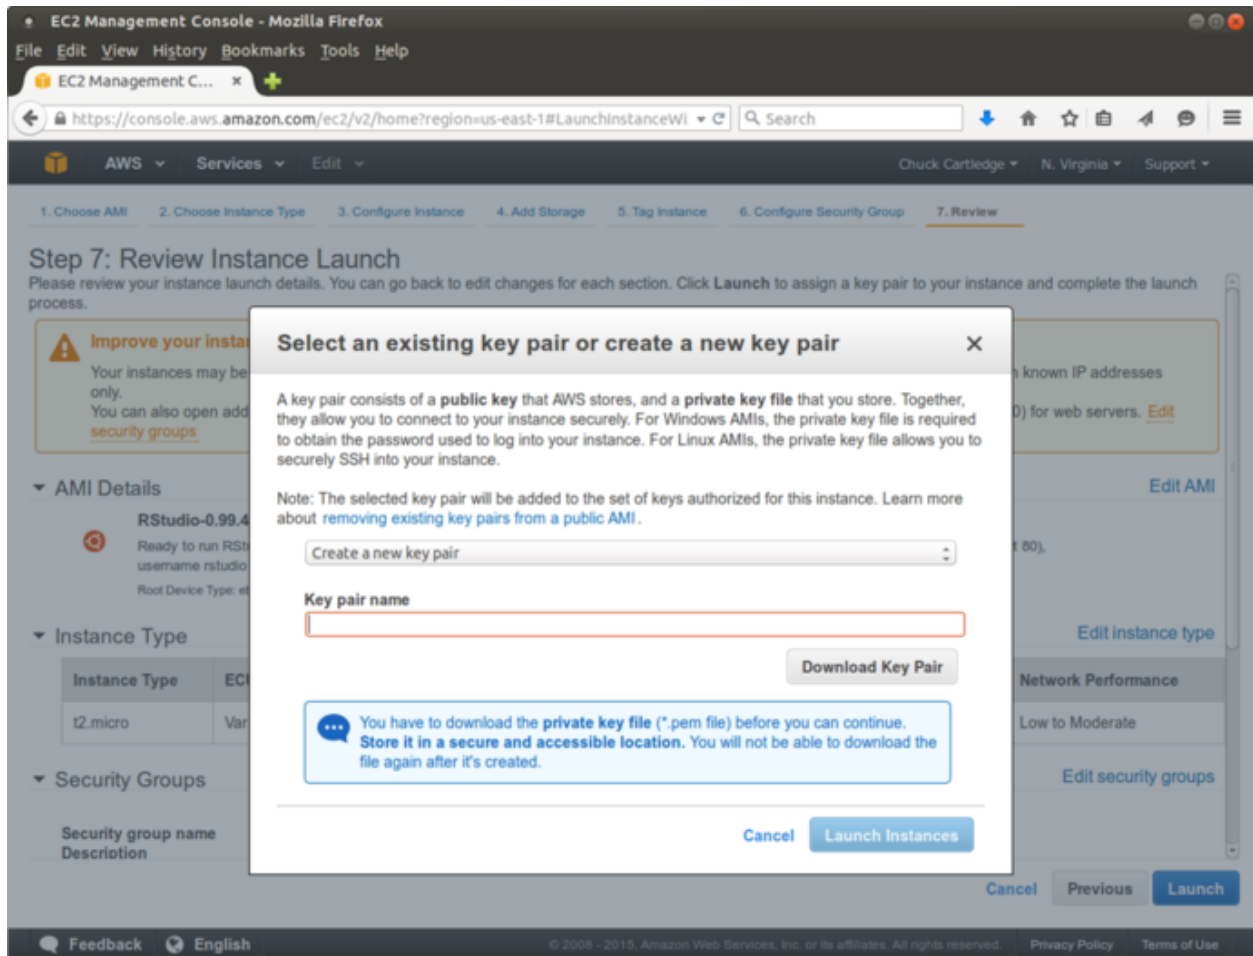 EC2 Management Console - Mozilla Firefox
File Edit View History Bookmarks Tools Help
EC2 Management C...
https://console.aws.amazon.com/ec2/v2/home?region=us-east-1#LaunchInstanceWi
Search
AWS Services Edit Chuck Cartledge N. Virginia Support
1. Choose AMI 2. Choose Instance Type 3. Configure Instance 4. Add Storage 5. Tag Instance 6. Configure Security Group 7. Review
Step 7: Review Instance Launch
Please review your instance launch details. You can go back to edit changes for each section. Click Launch to assign a key pair to your instance and complete the launch
process.
Improve your insta
Your instances may be
known IP addresses
only.
You can also open add
0) for web servers. Edit
security groups
Select an existing key pair or create a new key pair
A key pair consists of a public key that AWS stores, and a private key file that you store. Together,
they allow you to connect to your instance securely. For Windows AMIs, the private key file is required
to obtain the password used to log into your instance. For Linux AMIs, the private key file allows you to
securely SSH into your instance.
Note: The selected key pair will be added to the set of keys authorized for this instance. Learn more
about removing existing key pairs from a public AMI.
Create a new key pair
Key pair name
Download Key Pair
You have to download the private key file (*.pem file) before you can continue.
Store it in a secure and accessible location. You will not be able to download the
file again after it's created.
Cancel Launch Instances
AMI Details
Edit AMI
RStudio-0.99.4
Ready to run RSt
t 80),
username rstudio
Root Device Type: e
Instance Type
Edit instance type
Instance Type
EC
Network Performance
t2.micro
Var
Low to Moderate
Security Groups
Edit security groups
Security group name
Description
Cancel Previous Launch
Feedback English © 2008 - 2015, Amazon Web Services, Inc. or its affiliates. All rights reserved. Privacy Policy Terms of Use